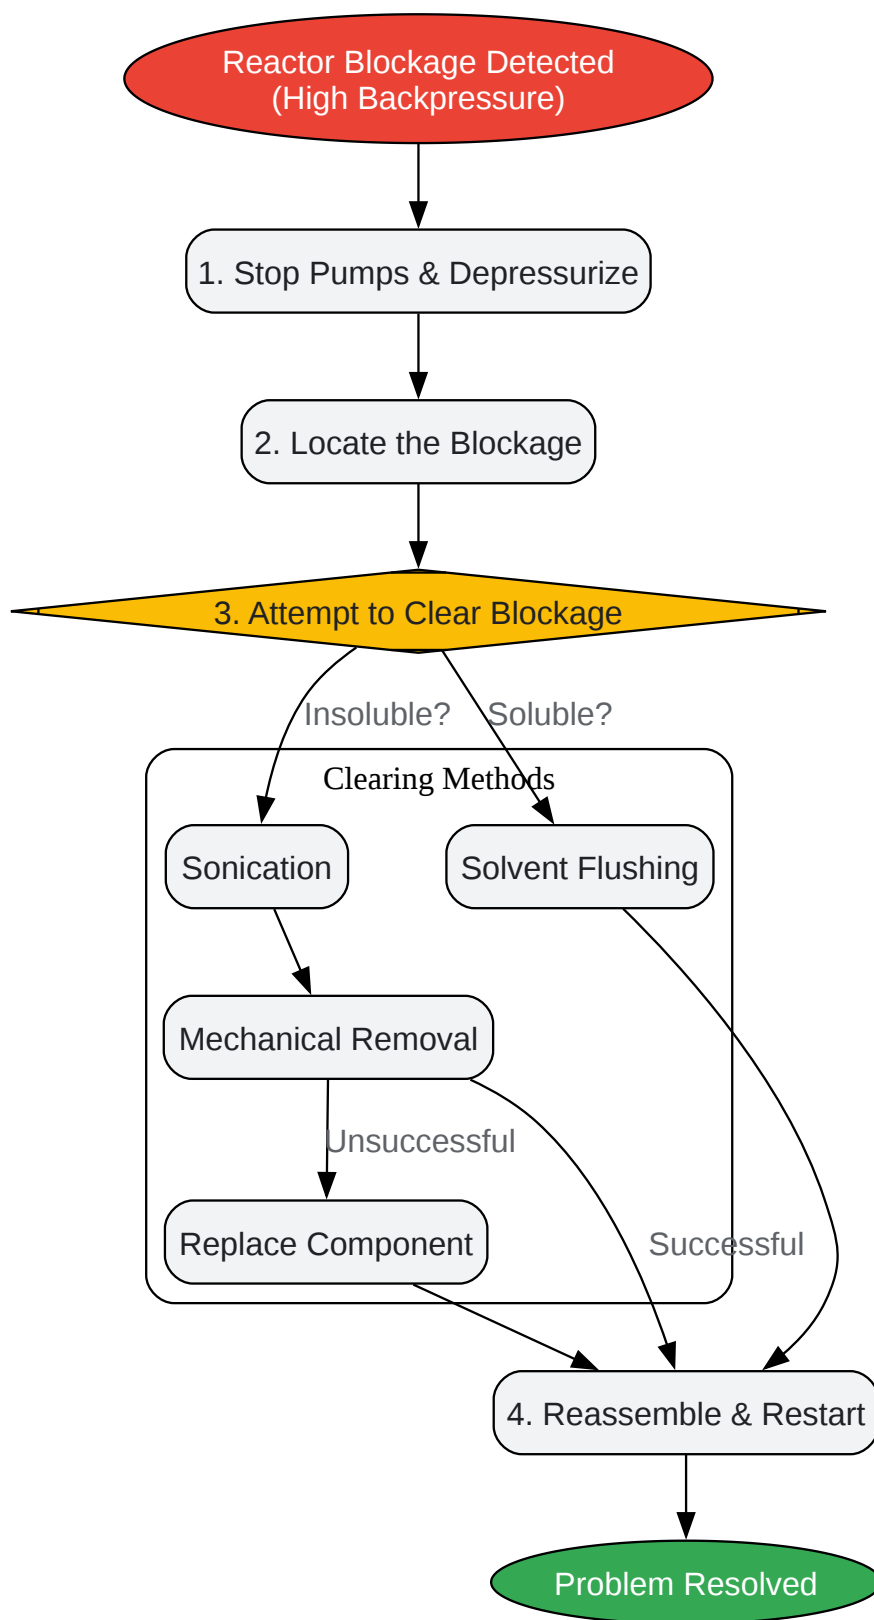 Reactor Blockage Detected
(High Backpressure)
1. Stop Pumps & Depressurize
2. Locate the Blockage
3. Attempt to Clear Blockage
Insoluble?
Soluble?
Clearing Methods
Sonication
Solvent Flushing
Mechanical Removal
Unsuccessful
Replace Component
Successful
4. Reassemble & Restart
Problem Resolved